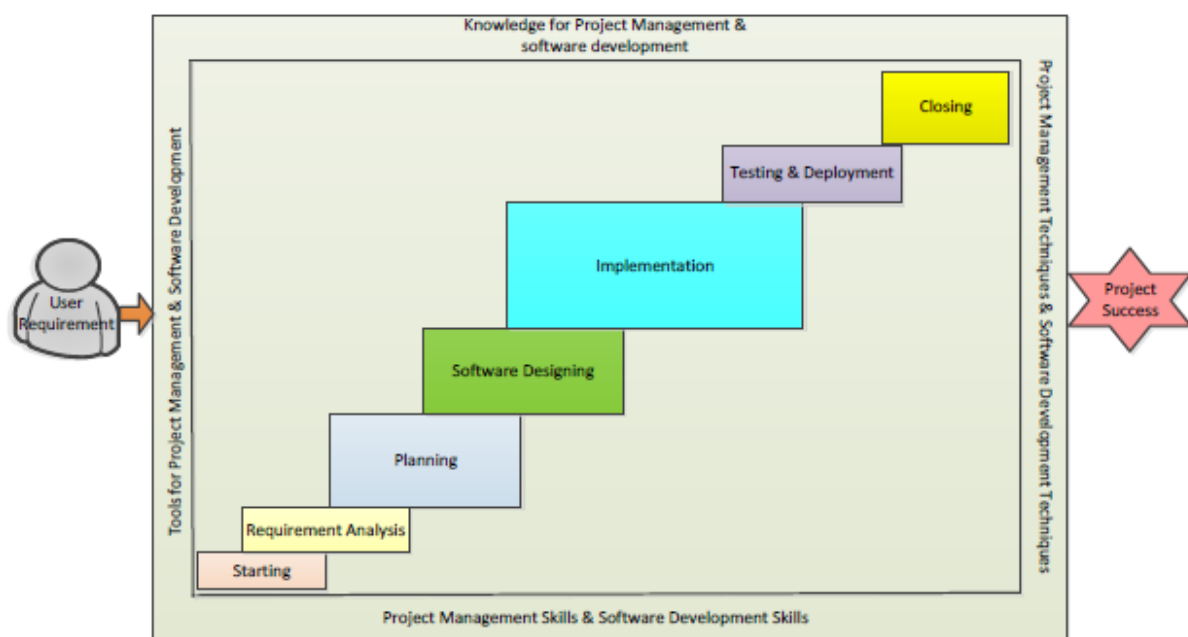 Knowledge for Project Management &
software development
Tools for Project Management & Software Development
Project Management Techniques & Software Development Techniques
Closing
Testing & Deployment
Implementation
User
Requirement
Project
Success
Software Designing
Planning
Requirement Analysis
Starting
Project Management Skills & Software Development Skills